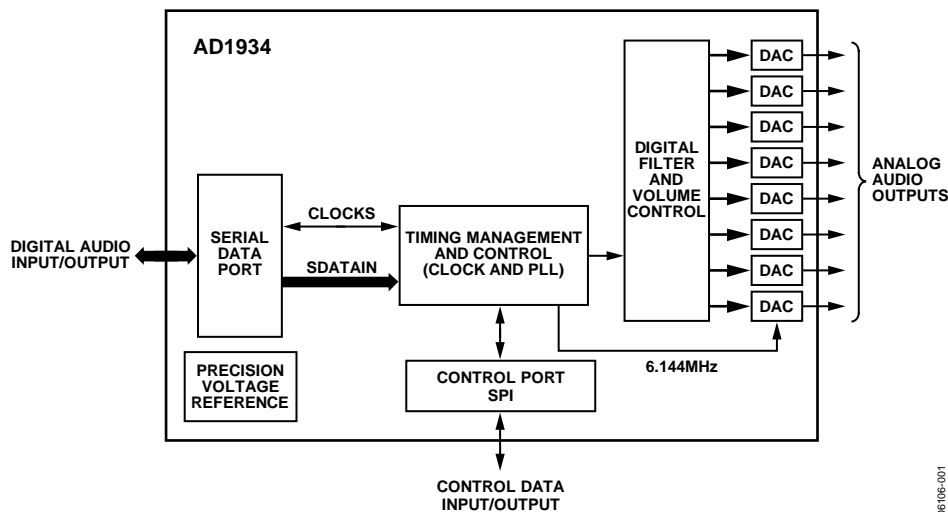 AD1934
DIGITAL AUDIO
INPUT/OUTPUT
SERIAL
DATA
PORT
CLOCKS
SDATAIN
TIMING MANAGEMENT
AND CONTROL
(CLOCK AND PLL)
DIGITAL
FILTER
AND
VOLUME
CONTROL
DAC
DAC
DAC
DAC
DAC
DAC
DAC
DAC
ANALOG
AUDIO
OUTPUTS
6.144MHz
PRECISION
VOLTAGE
REFERENCE
CONTROL PORT
SPI
CONTROL DATA
INPUT/OUTPUT
06106-001